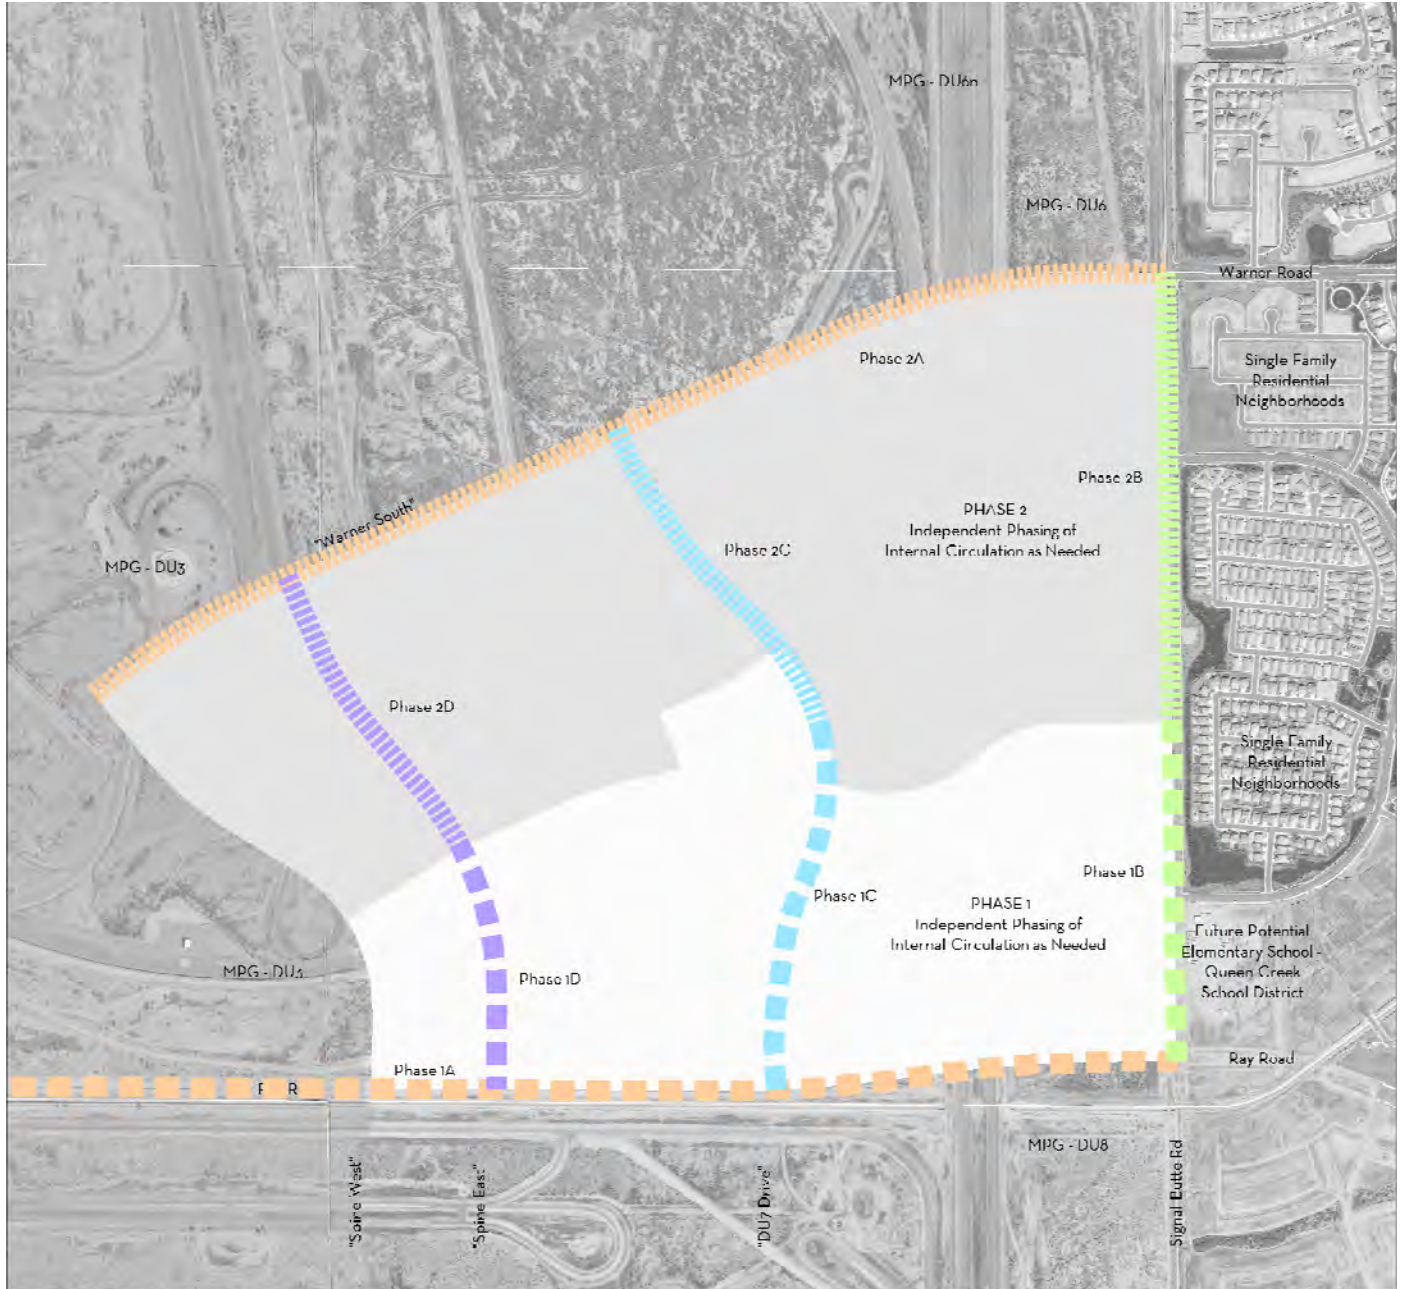 MPG - DU6n
MPG - DU6
Warner Road
Phase 2A
Single Family
Residential
Neighborhoods
Phase 2B
"Warner South"
PHASE 2
Independent Phasing of
Internal Circulation as Needed
Phase 2C
MPG - DU3
Phase 2D
Single Family
Residential
Neighborhoods
Phase 1B
Phase 1C
PHASE 1
Independent Phasing of
Internal Circulation as Needed
Future Potential
Elementary School -
Queen Creek
School District
MPG -
Phase 1D
Ray Road
Phase 1A
MPG - DU8
"Spine West"
"Spine East"
"DU7 Drive"
Signal Butte Rd